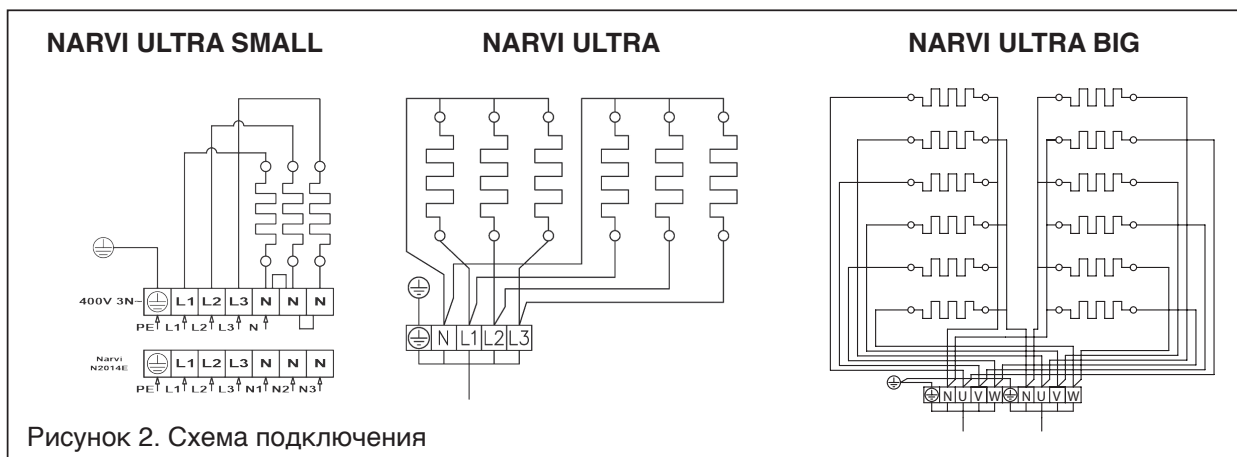 NARVI ULTRA SMALL
NARVI ULTRA
NARVI ULTRA BIG
400V 3N~
L1 L2 L3 N N N
PE L1 L2 L3 N
Narvi
N2014E
L1 L2 L3 N N N
PE L1 L2 L3 N1 N2 N3
N L1 L2 L3
N U V W N U V W
Рисунок 2. Схема подключения